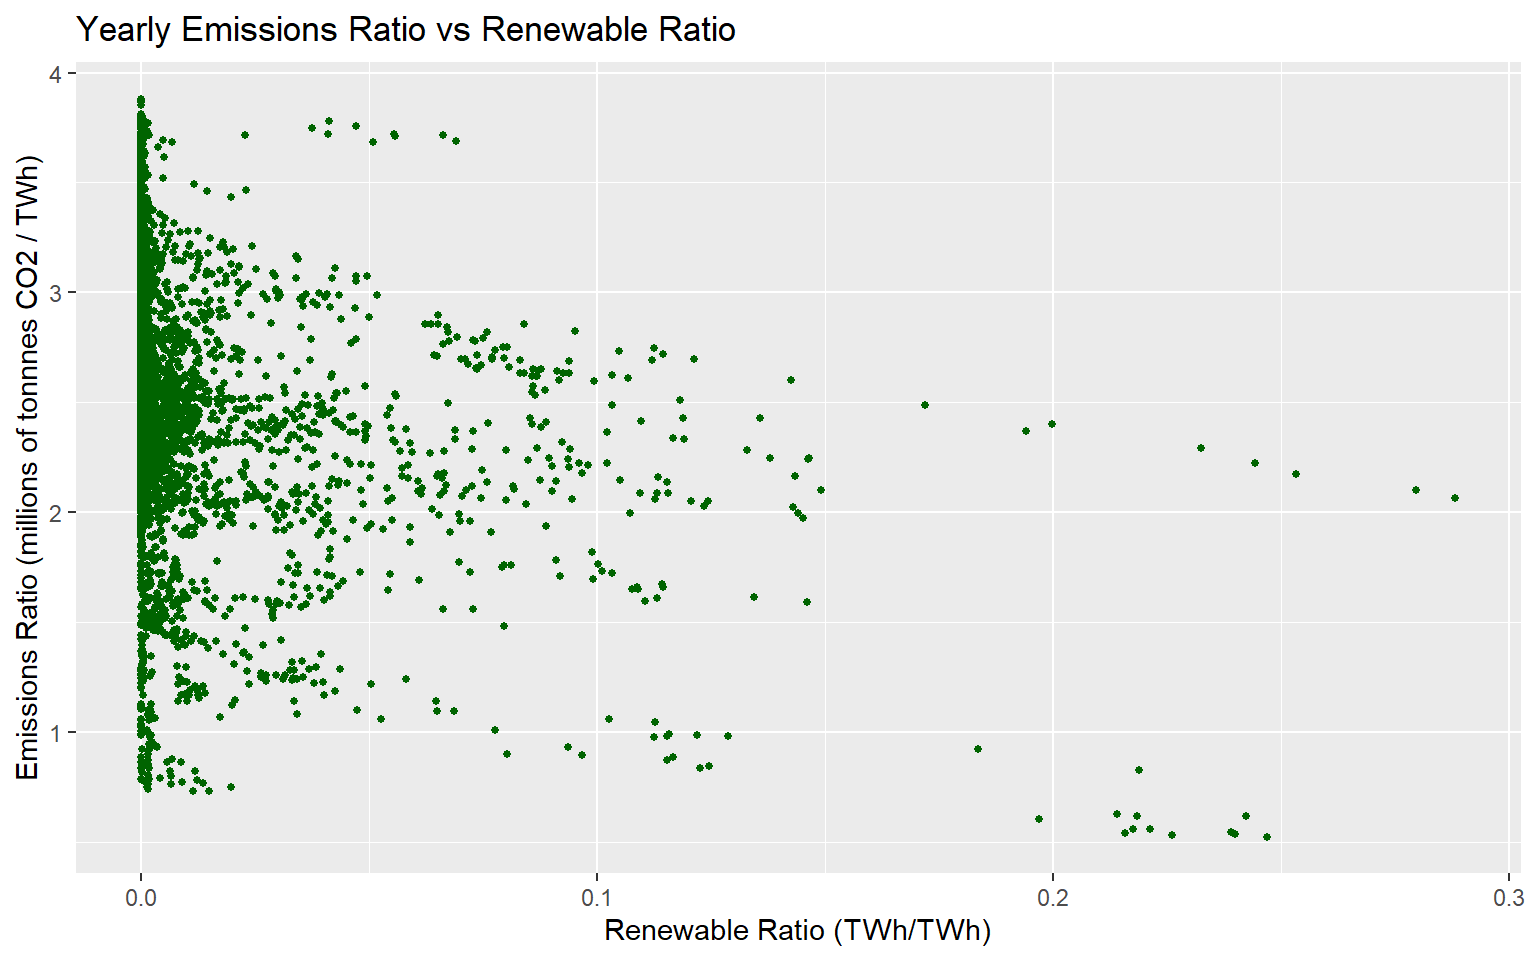 Yearly Emissions Ratio vs Renewable Ratio
Emissions Ratio (millions of tonnnes CO2 / TWh)
4
3
2
1
0.0
0.1
0.2
0.3
Renewable Ratio (TWh/TWh)